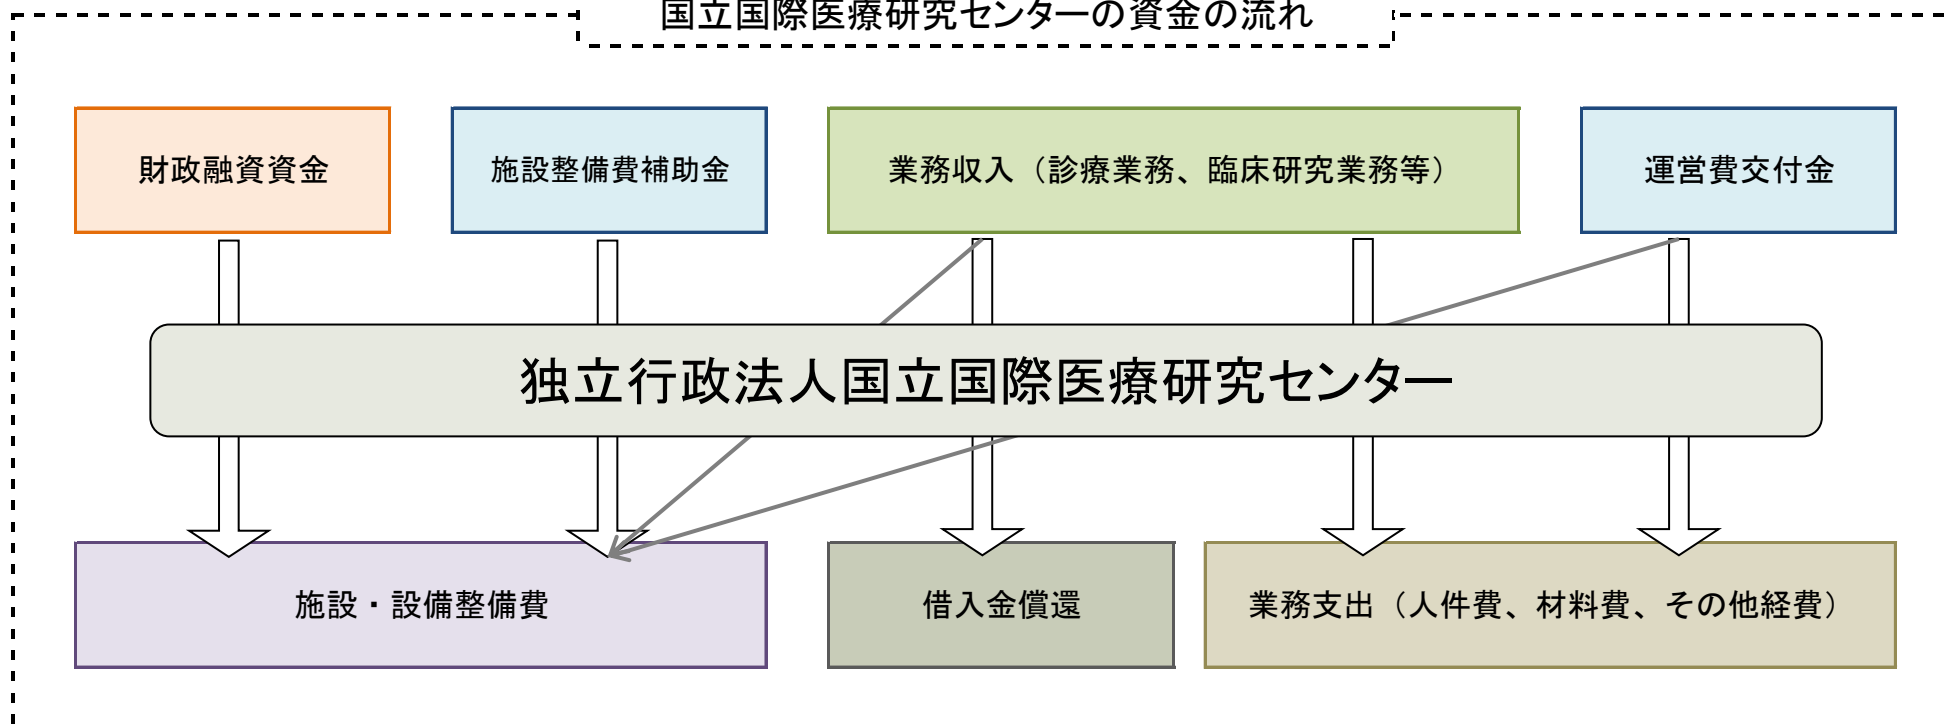 国立国際医療研究センターの資金の流れ
財政融資資金
施設整備費補助金
業務収入（診療業務、臨床研究業務等）
運営費交付金
独立行政法人国立国際医療研究センター
施設・設備整備費
借入金償還
業務支出（人件費、材料費、その他経費）